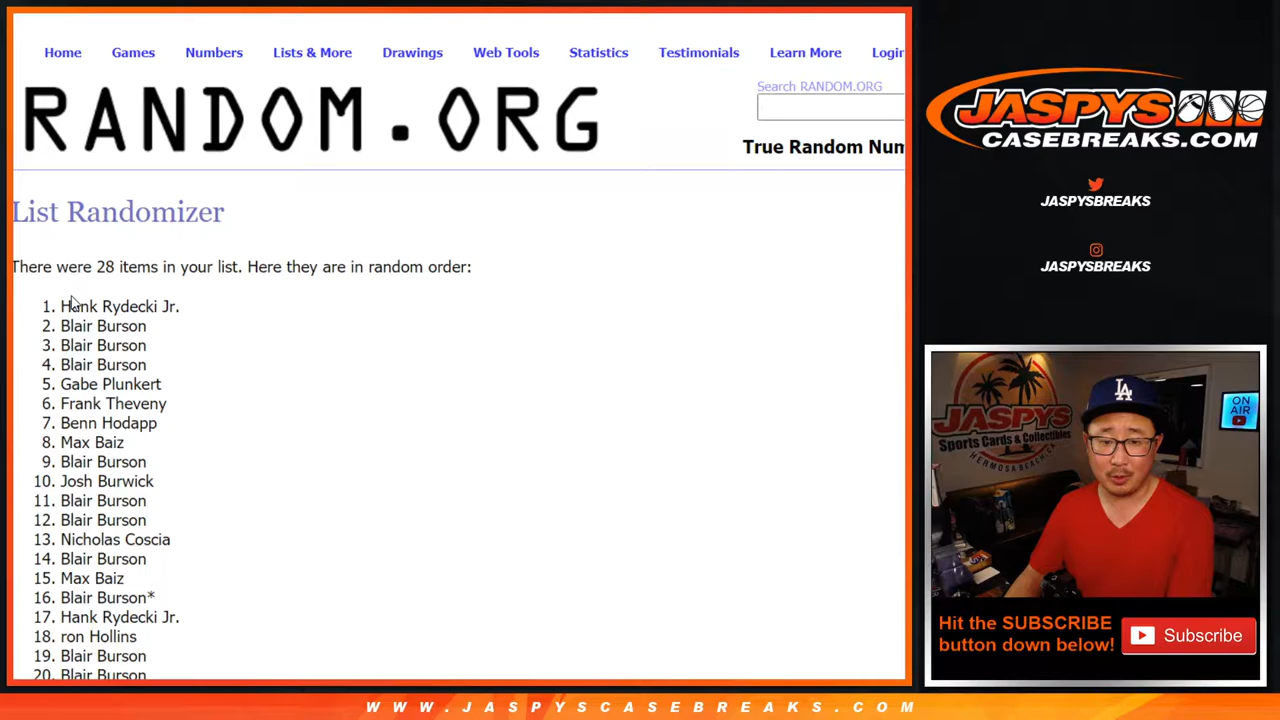 Home Games Numbers Lists & More Drawings Web Tools Statistics Testimonials Learn More Login
RANDOM.ORG
Search RANDOM.ORG
True Random Num
List Randomizer
There were 28 items in your list. Here they are in random order:
1. Hank Rydecki Jr.
2. Blair Burson
3. Blair Burson
4. Blair Burson
5. Gabe Plunkert
6. Frank Theveny
7. Benn Hodapp
8. Max Baiz
9. Blair Burson
10. Josh Burwick
11. Blair Burson
12. Blair Burson
13. Nicholas Coscia
14. Blair Burson
15. Max Baiz
16. Blair Burson*
17. Hank Rydecki Jr.
18. ron Hollins
19. Blair Burson
20. Blair Burson
JASPYS
CASEBREAKS.COM
JASPYSBREAKS
JASPYSBREAKS
JASPYS
Sports Cards & Collectibles
HERMOSA BEACH, CA
LA
ON
AIR
Hit the SUBSCRIBE
button down below!
Subscribe
WWW.JASPYSCASEBREAKS.COM